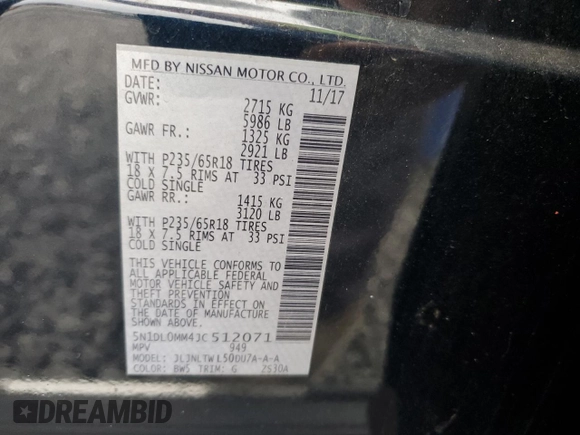 MFD BY NISSAN MOTOR CO., LTD.
DATE: 11/17
GVWR: 2715 KG
5986 LB
GAWR FR.: 1325 KG
2921 LB
WITH P235/65R18 TIRES
18 X 7.5 RIMS AT 33 PSI
COLD SINGLE
GAWR RR.: 1415 KG
3120 LB
WITH P235/65R18 TIRES
18 X 7.5 RIMS AT 33 PSI
COLD SINGLE
THIS VEHICLE CONFORMS TO
ALL APPLICABLE FEDERAL
MOTOR VEHICLE SAFETY AND
THEFT PREVENTION
STANDARDS IN EFFECT ON
THE DATE OF MANUFACTURE
SHOWN ABOVE.
5N1DL0MM4JC512071
MPV 949
MODEL: JLJNLTWL50DU7A-A-A
COLOR: BW5 TRIM: G ZS30A
DREAMBID
dreambid.com